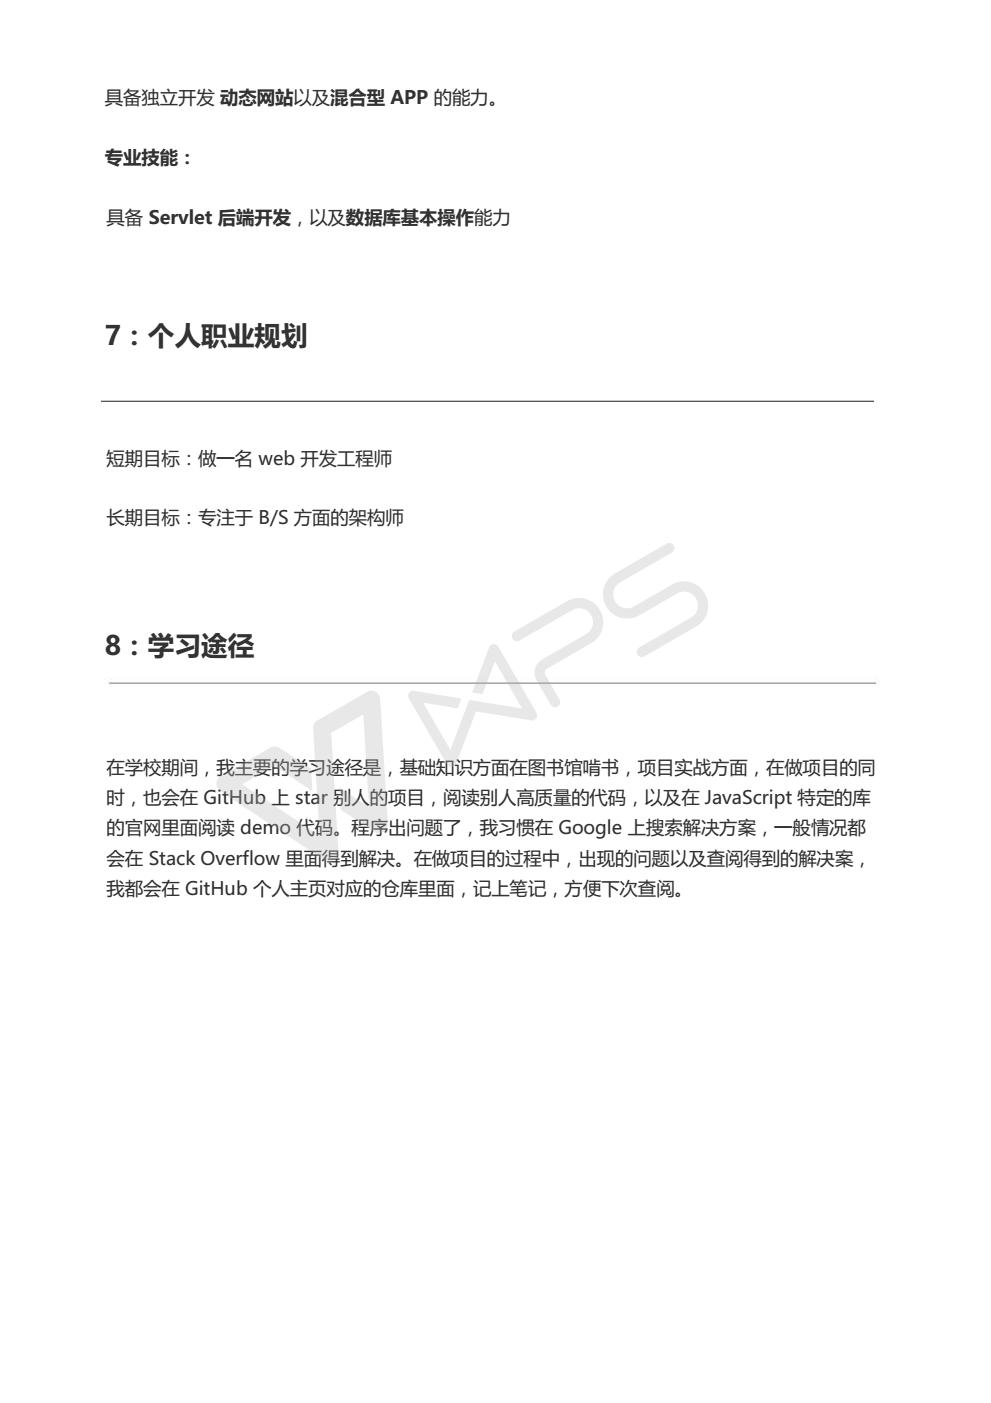 具备独立开发 动态网站以及混合型 APP 的能力。
专业技能：
具备 Servlet 后端开发，以及数据库基本操作能力
7：个人职业规划
短期目标：做一名 web 开发工程师
长期目标：专注于 B/S 方面的架构师
8：学习途径
WPS
在学校期间，我主要的学习途径是，基础知识方面在图书馆啃书，项目实战方面，在做项目的同
时，也会在 GitHub 上 star 别人的项目，阅读别人高质量的代码，以及在 JavaScript 特定的库
的官网里面阅读 demo 代码。程序出问题了，我习惯在 Google 上搜索解决方案，一般情况都
会在 Stack Overflow 里面得到解决。在做项目的过程中，出现的问题以及查阅得到的解决案，
我都会在 GitHub 个人主页对应的仓库里面，记上笔记，方便下次查阅。